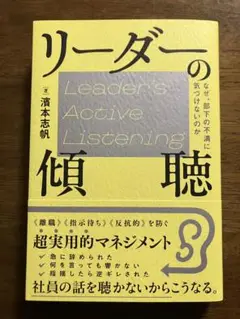 リーダーの
傾聴
Leader's
Active
Listening
なぜ、部下の不満に
気づけないのか
著 濱本志帆
《離職》《指示待ち》《反抗的》を防ぐ
超実用的マネジメント
急に辞められた
何を言っても響かない
指摘したら逆ギレされた
社員の話を聴かないからこうなる。